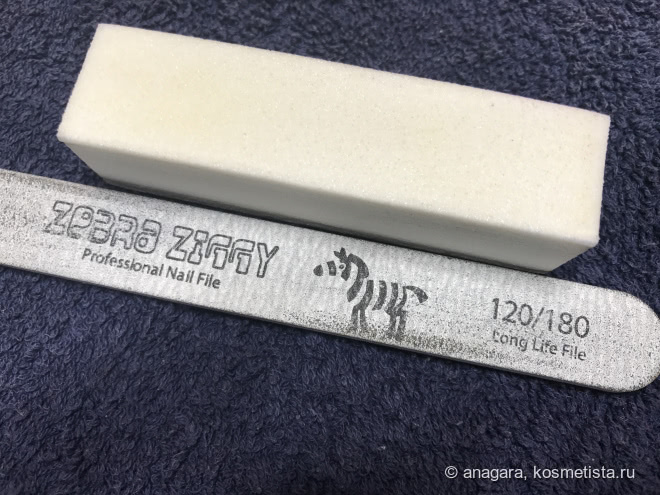 ZEBRA ZIGGY
Professional Nail File
120/180
Long Life File
© anagara, kosmetista.ru